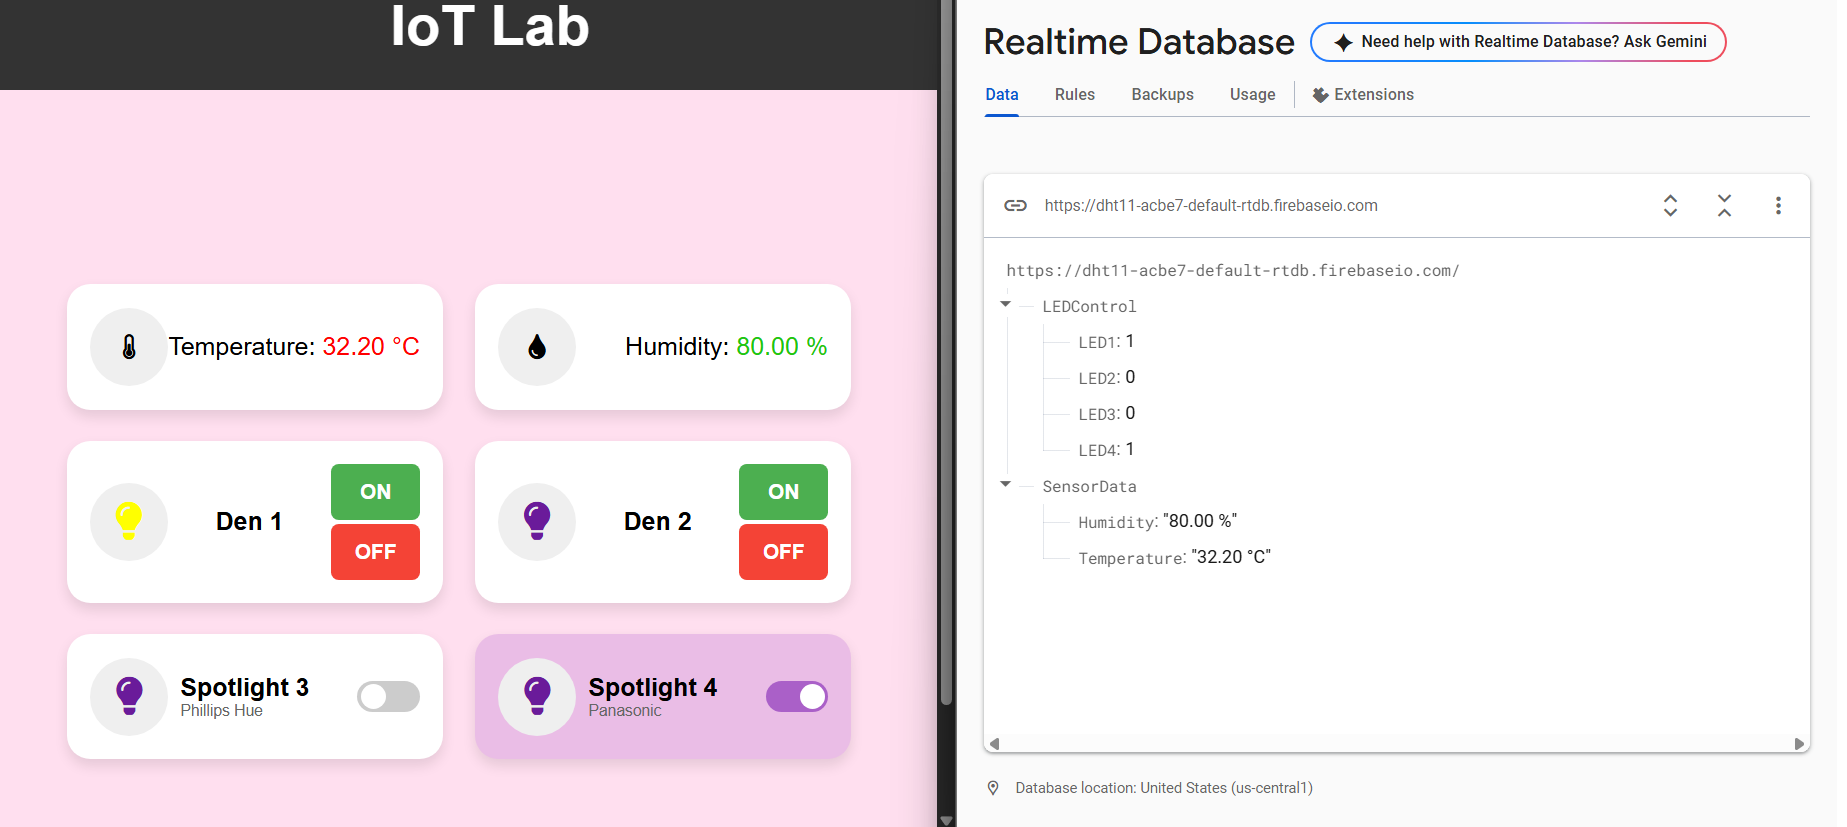 IoT Lab
Temperature: 32.20 °C
Humidity: 80.00 %
Den 1
ON
OFF
Den 2
ON
OFF
Spotlight 3
Phillips Hue
Spotlight 4
Panasonic
Realtime Database
Need help with Realtime Database? Ask Gemini
Data
Rules
Backups
Usage
Extensions
https://dht11-acbe7-default-rtdb.firebaseio.com
https://dht11-acbe7-default-rtdb.firebaseio.com/
LEDControl
LED1: 1
LED2: 0
LED3: 0
LED4: 1
SensorData
Humidity: "80.00 %"
Temperature: "32.20 °C"
Database location: United States (us-central1)